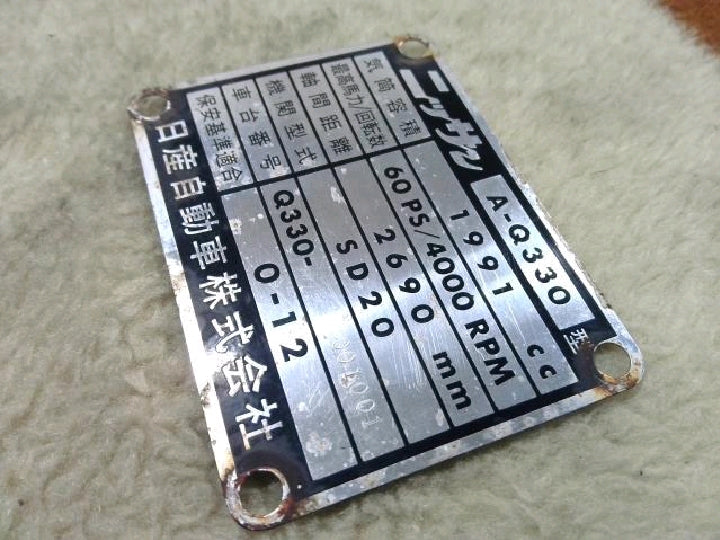 ニッサン A-Q330 型
気筒容積 1991 cc
最高馬力/回転数 60 PS/4000 RPM
軸間距離 2690 mm
機関型式 SD20
車台番号 Q330-
保安基準適合 O-12
日産自動車株式会社